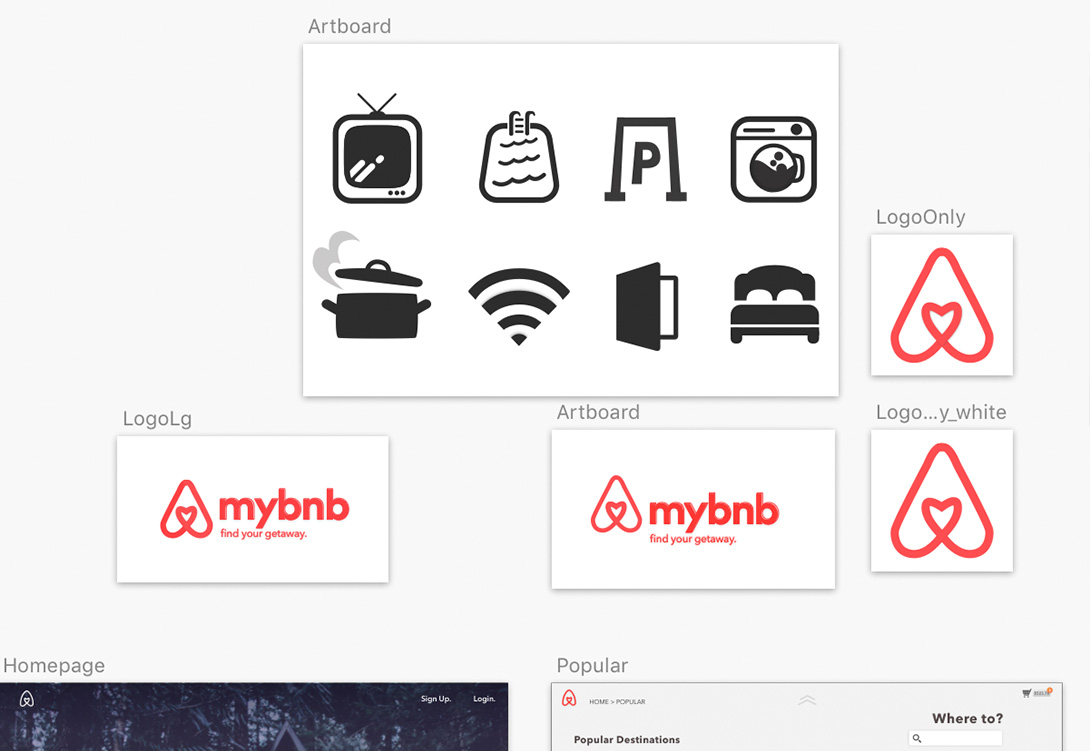 Artboard
P
LogoOnly
LogoLg
Artboard
Logo...y_white
mybnb
find your getaway.
mybnb
find your getaway.
Homepage
Popular
Sign Up.
Login.
HOME > POPULAR
Where to?
Popular Destinations